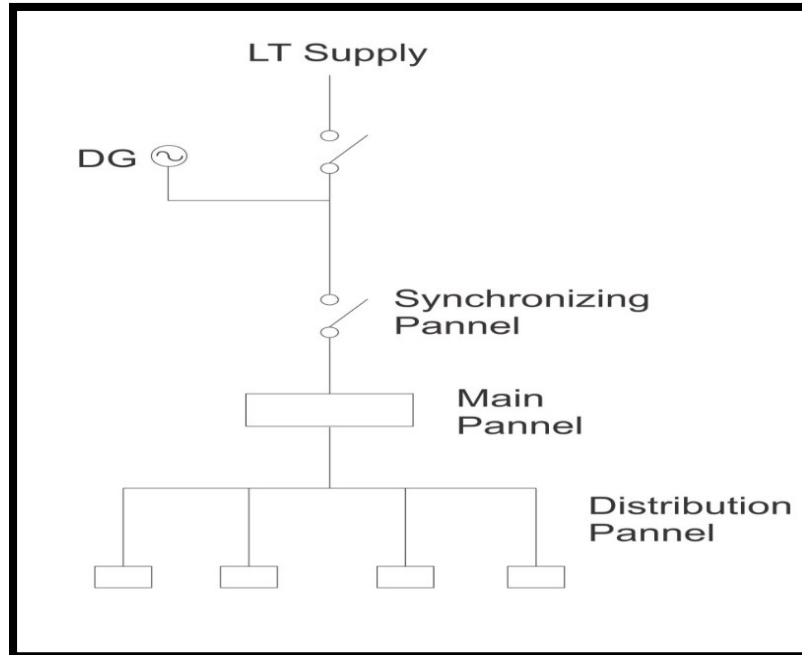 LT Supply
DG
Synchronizing
Pannel
Main
Pannel
Distribution
Pannel